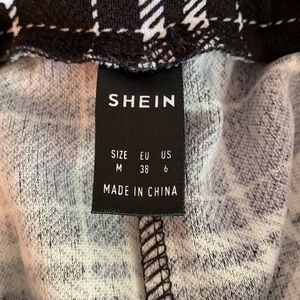 SHEIN
SIZE EU US
M 38 6
MADE IN CHINA